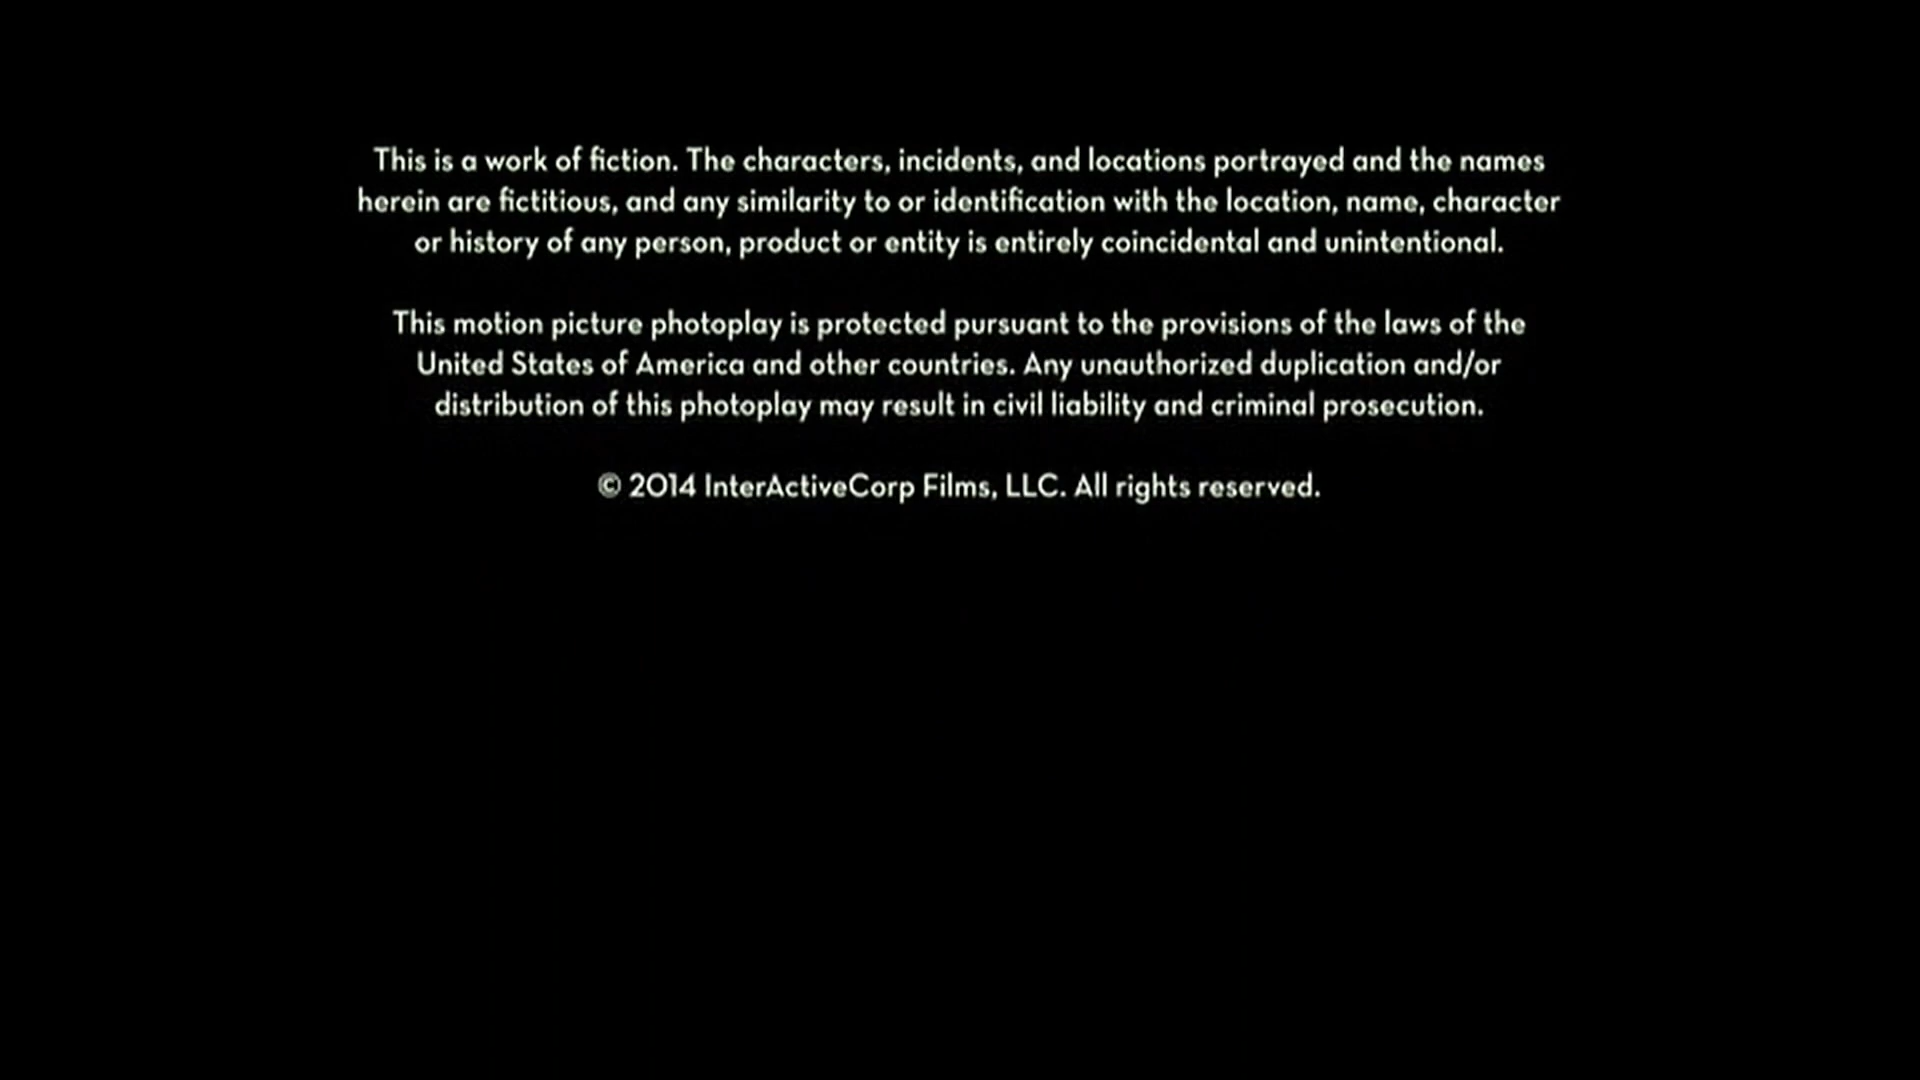 This is a work of fiction. The characters, incidents, and locations portrayed and the names
herein are fictitious, and any similarity to or identification with the location, name, character
or history of any person, product or entity is entirely coincidental and unintentional.
This motion picture photoplay is protected pursuant to the provisions of the laws of the
United States of America and other countries. Any unauthorized duplication and/or
distribution of this photoplay may result in civil liability and criminal prosecution.
© 2014 InterActiveCorp Films, LLC. All rights reserved.